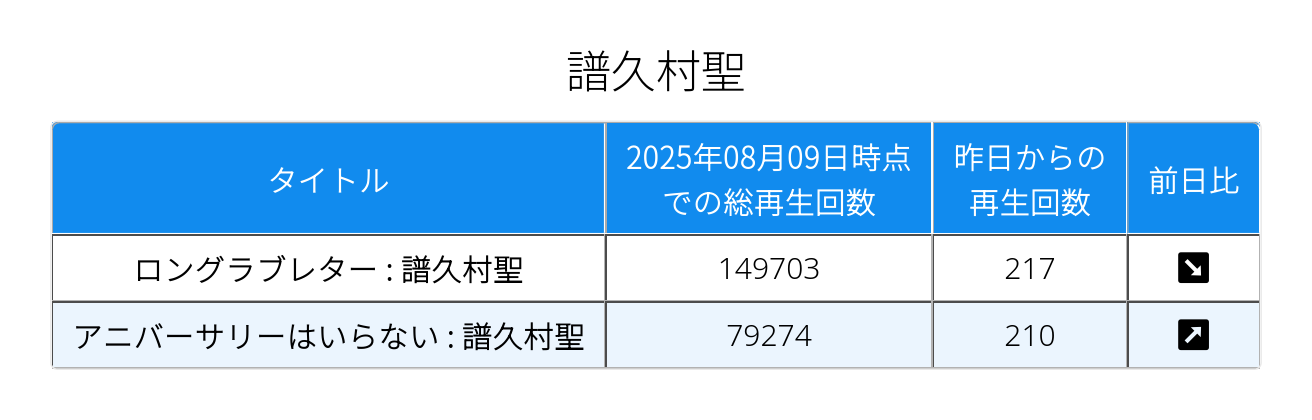 譜久村聖
タイトル
2025年08月09日時点
での総再生回数
昨日からの
再生回数
前日比
ロングラブレター : 譜久村聖
149703
217
アニバーサリーはいらない : 譜久村聖
79274
210